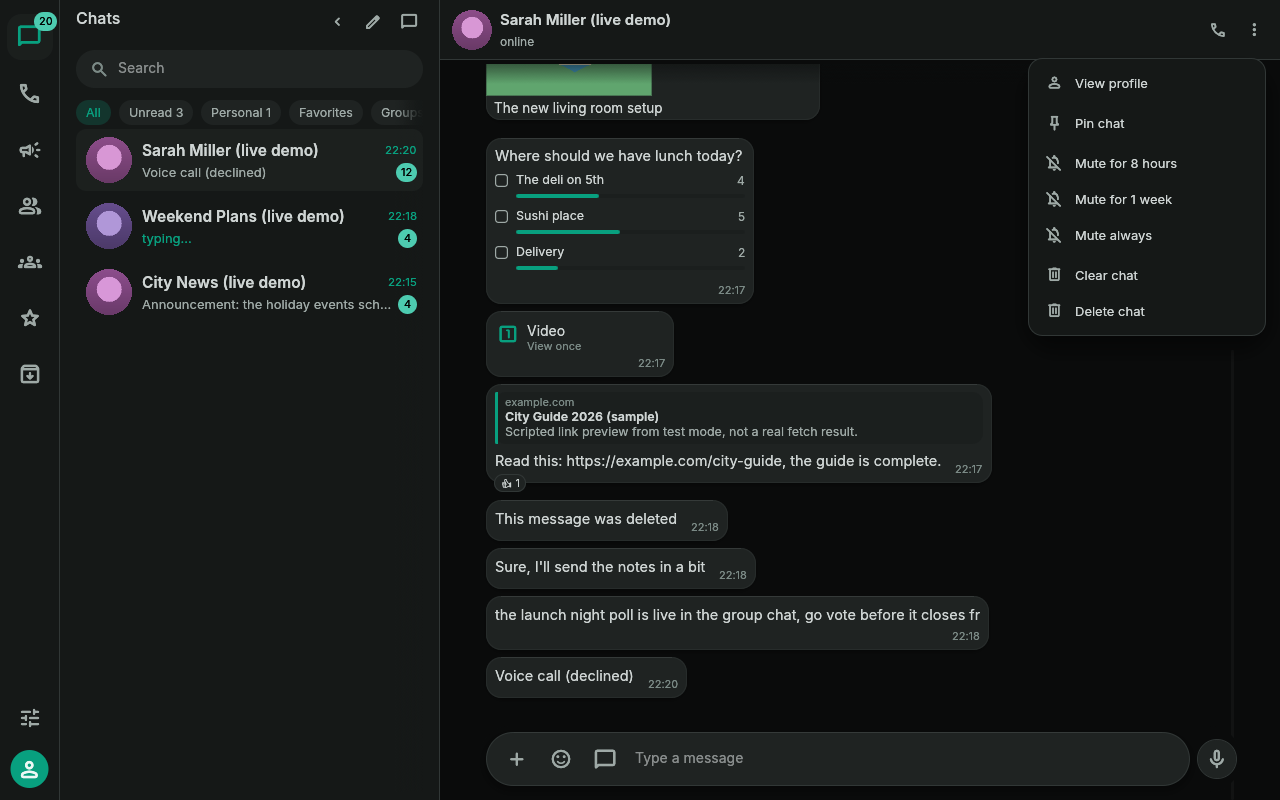 20
Chats
Search
All
Unread 3
Personal 1
Favorites
Group
Sarah Miller (live demo)
22:20
Voice call (declined)
12
Weekend Plans (live demo)
22:18
typing...
4
City News (live demo)
22:15
Announcement: the holiday events sch...
4
Sarah Miller (live demo)
online
The new living room setup
Where should we have lunch today?
The deli on 5th
4
Sushi place
5
Delivery
2
22:17
1
Video
View once
22:17
example.com
City Guide 2026 (sample)
Scripted link preview from test mode, not a real fetch result.
Read this: https://example.com/city-guide, the guide is complete.
22:17
👍 1
This message was deleted
22:18
Sure, I'll send the notes in a bit
22:18
the launch night poll is live in the group chat, go vote before it closes fr
22:18
Voice call (declined)
22:20
Type a message
View profile
Pin chat
Mute for 8 hours
Mute for 1 week
Mute always
Clear chat
Delete chat